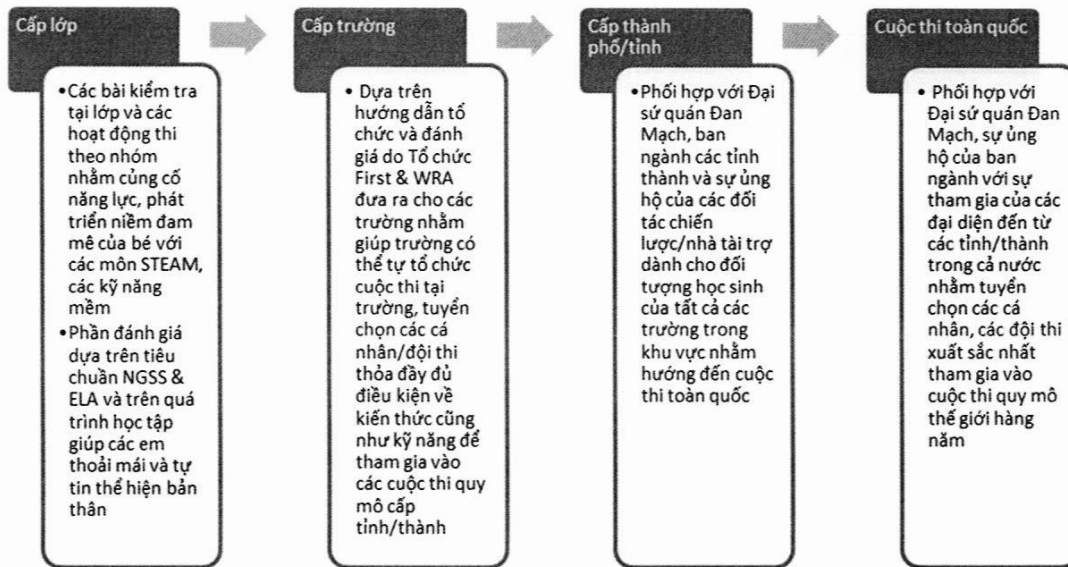 Cấp lớp
•Các bài kiểm tra
tại lớp và các
hoạt động thi
theo nhóm
nhằm củng cố
năng lực, phát
triển niềm đam
mê của bé với
các môn STEAM,
các kỹ năng
mềm
•Phần đánh giá
dựa trên tiêu
chuẩn NGSS &
ELA và trên quá
trình học tập
giúp các em
thoải mái và tự
tin thể hiện bản
thân
Cấp trường
• Dựa trên
hướng dẫn tổ
chức và đánh
giá do Tổ chức
First & WRA
đưa ra cho các
trường nhằm
giúp trường có
thể tự tổ chức
cuộc thi tại
trường, tuyển
chọn các cá
nhân/đội thi
thỏa đầy đủ
điều kiện về
kiến thức cũng
như kỹ năng để
tham gia vào
các cuộc thi quy
mô cấp
tỉnh/thành
Cấp thành
phố/tỉnh
•Phối hợp với Đại
sứ quán Đan
Mạch, ban
ngành các tỉnh
thành và sự ủng
hộ của các đối
tác chiến
lược/nhà tài trợ
dành cho đối
tượng học sinh
của tất cả các
trường trong
khu vực nhằm
hướng đến cuộc
thi toàn quốc
Cuộc thi toàn quốc
• Phối hợp với
Đại sứ quán Đan
Mạch, sự ủng
hộ của ban
ngành với sự
tham gia của các
đại diện đến từ
các tỉnh/thành
trong cả nước
nhằm tuyển
chọn các cá
nhân, các đội thi
xuất sắc nhất
tham gia vào
cuộc thi quy mô
thế giới hàng
năm